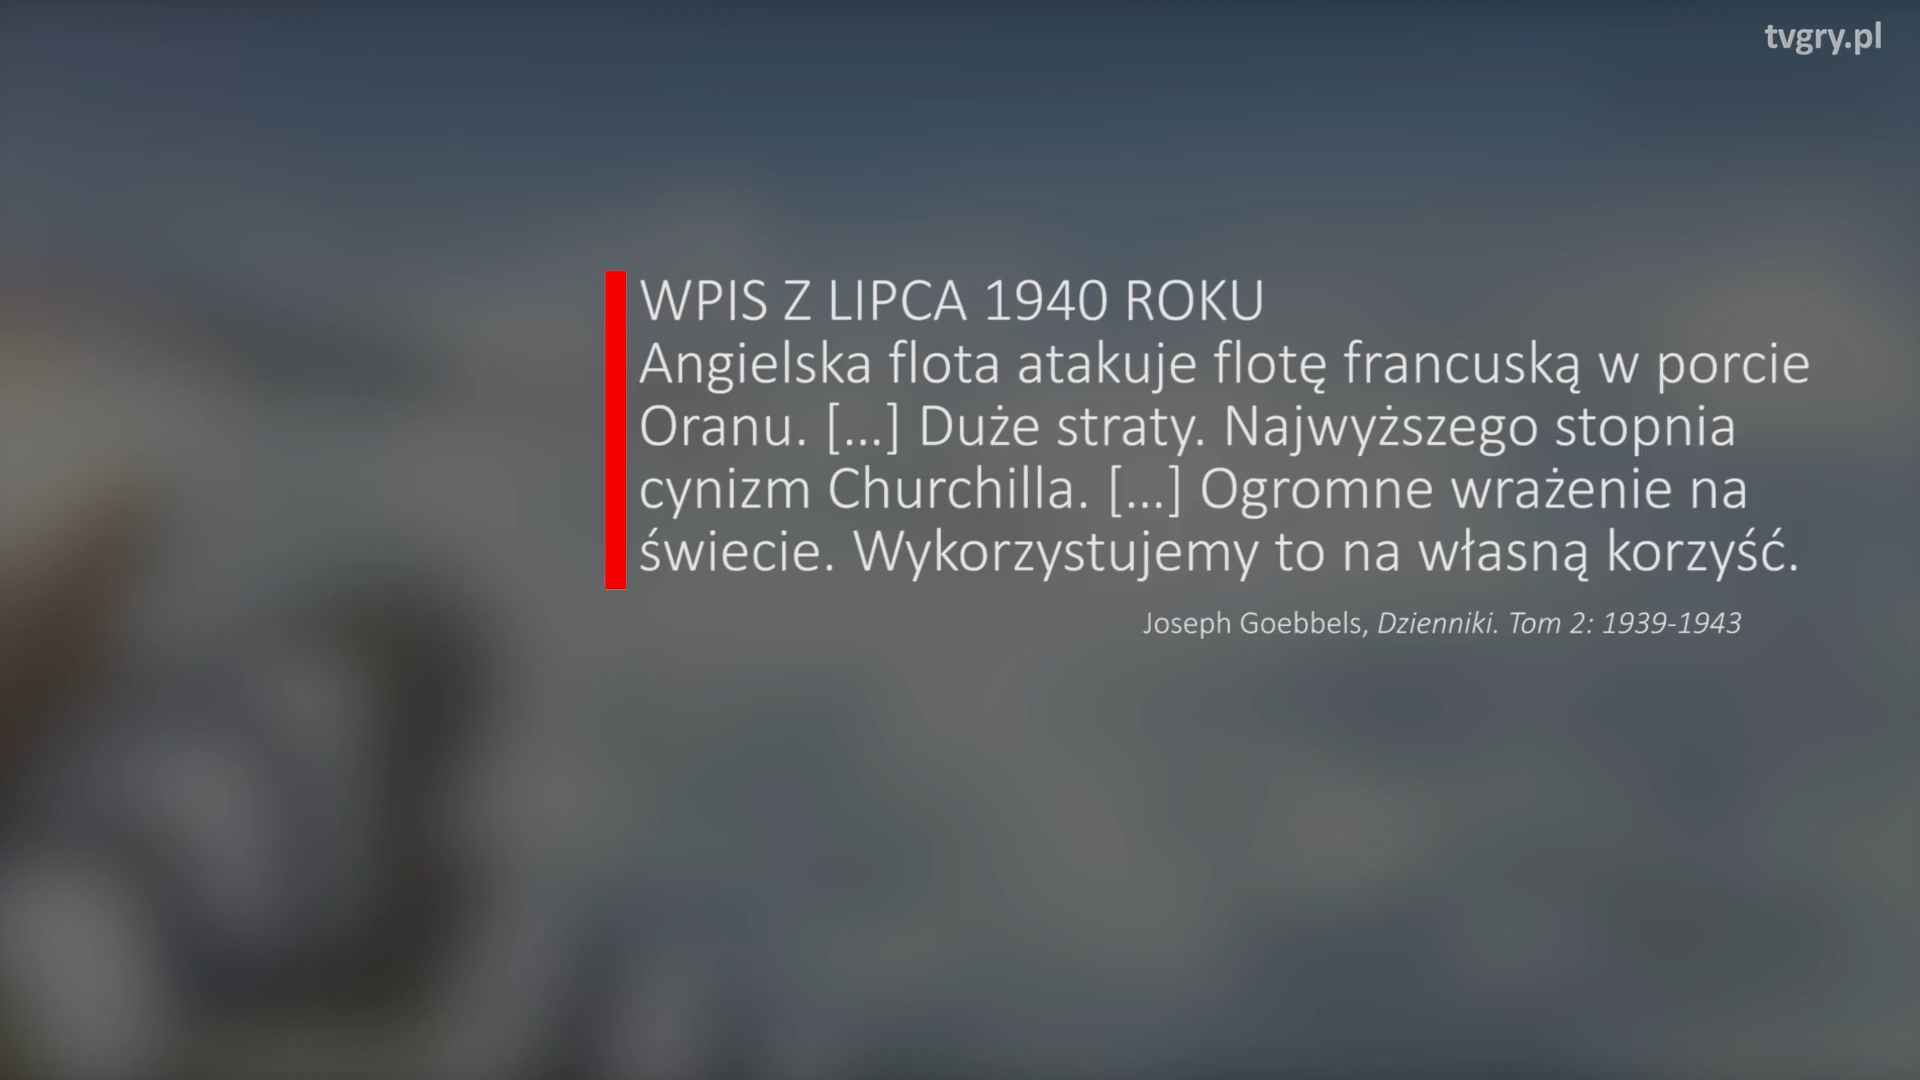 tvgry.pl
WPIS Z LIPCA 1940 ROKU
Angielska flota atakuje flotę francuską w porcie
Oranu. [...] Duże straty. Najwyższego stopnia
cynizm Churchilla. [...] Ogromne wrażenie na
świecie. Wykorzystujemy to na własną korzyść.
Joseph Goebbels, Dzienniki. Tom 2: 1939-1943